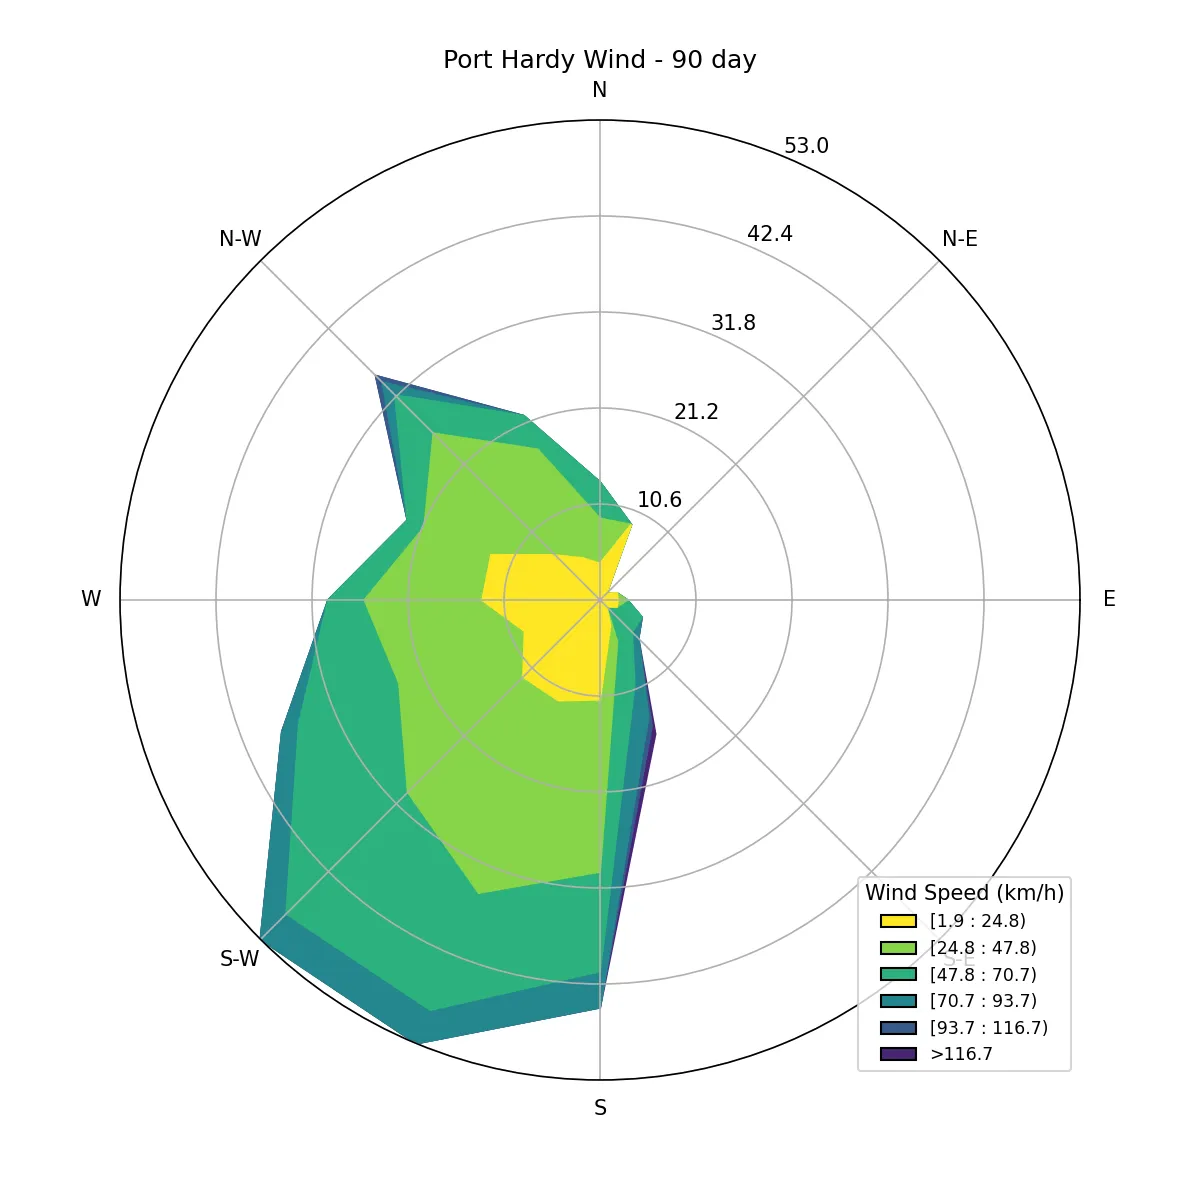 Port Hardy Wind - 90 day
N
53.0
42.4
N-W
N-E
31.8
21.2
10.6
W
E
S-W
S-E
S
Wind Speed (km/h)
[1.9 : 24.8)
[24.8 : 47.8)
[47.8 : 70.7)
[70.7 : 93.7)
[93.7 : 116.7)
>116.7